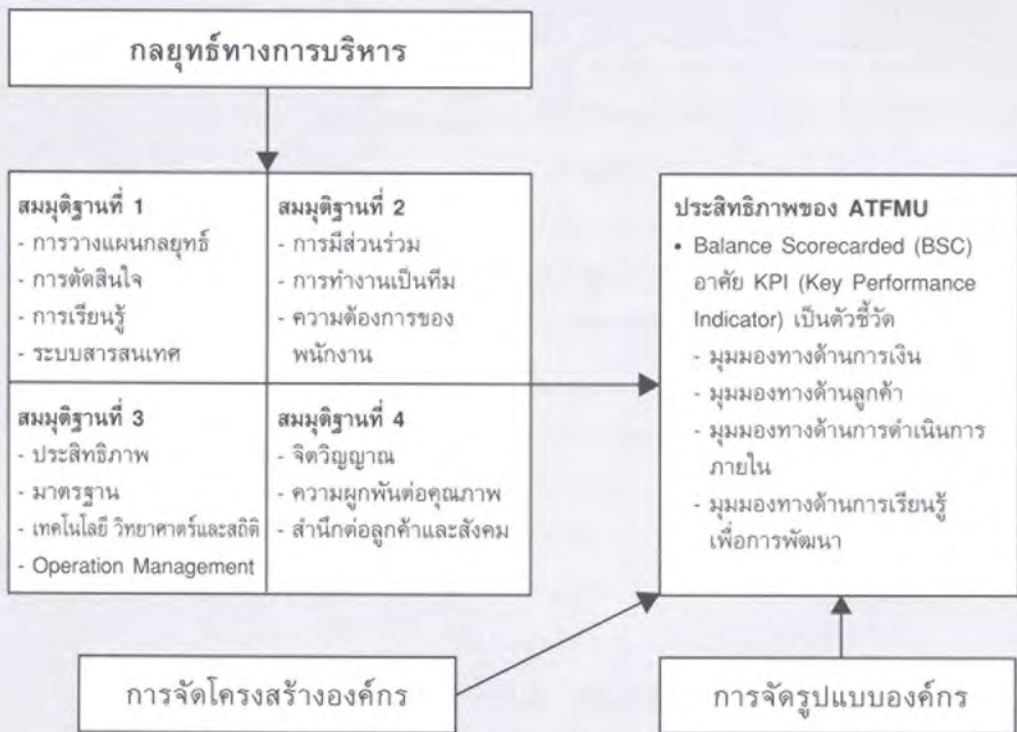 กลยุทธ์ทางการบริหาร
สมมุติฐานที่ 1
- การวางแผนกลยุทธ์
- การตัดสินใจ
- การเรียนรู้
- ระบบสารสนเทศ
สมมุติฐานที่ 2
- การมีส่วนร่วม
- การทำงานเป็นทีม
- ความต้องการของ
พนักงาน
สมมุติฐานที่ 3
- ประสิทธิภาพ
- มาตรฐาน
- เทคโนโลยี วิทยาศาตร์และสถิติ
- Operation Management
สมมุติฐานที่ 4
- จิตวิญญาณ
- ความผูกพันต่อคุณภาพ
- สำนึกต่อลูกค้าและสังคม
ประสิทธิภาพของ ATFMU
• Balance Scorecarded (BSC)
อาศัย KPI (Key Performance
Indicator) เป็นตัวชี้วัด
- มุมมองทางด้านการเงิน
- มุมมองทางด้านลูกค้า
- มุมมองทางด้านการดำเนินการ
ภายใน
- มุมมองทางด้านการเรียนรู้
เพื่อการพัฒนา
การจัดโครงสร้างองค์กร
การจัดรูปแบบองค์กร